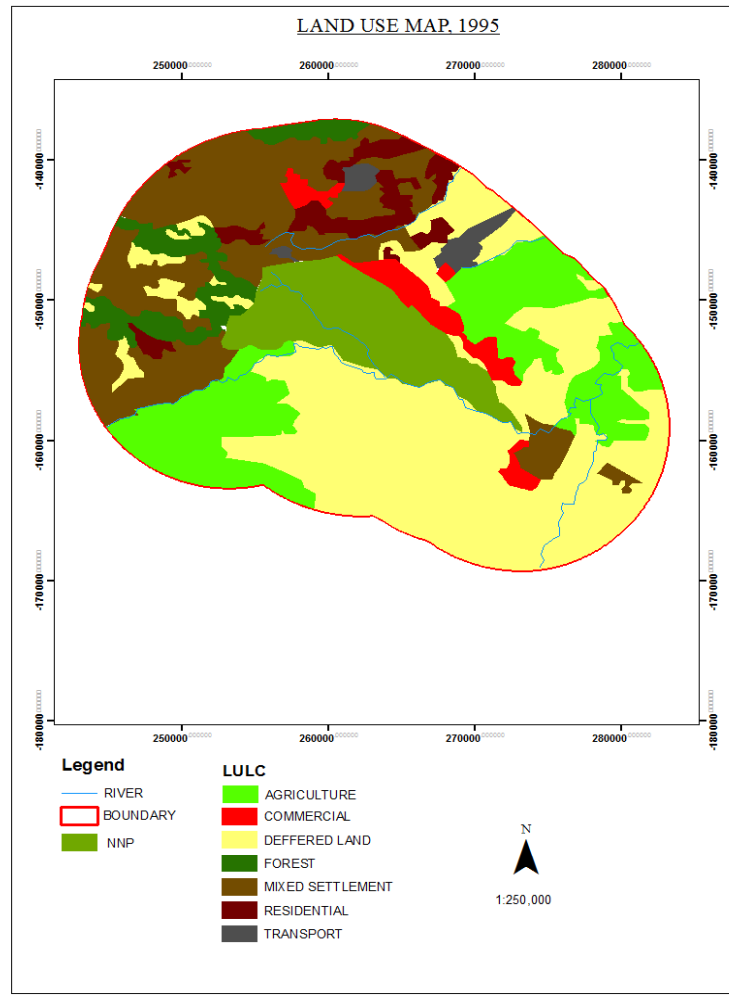 LAND USE MAP, 1995
250000 260000 270000 280000
-140000 -140000
-150000 -150000
-160000 -160000
-170000 -170000
-180000 -180000
250000 260000 270000 280000
Legend
RIVER
BOUNDARY
NNP
LULC
AGRICULTURE
COMMERCIAL
DEFFERED LAND
FOREST
MIXED SETTLEMENT
RESIDENTIAL
TRANSPORT
N
1:250,000